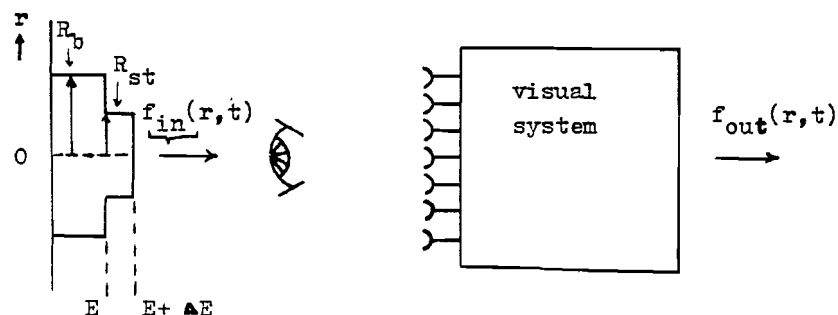 r
R_b
R_st
f_in(r,t)
0
E
E+ ΔE
visual
system
f_out(r,t)